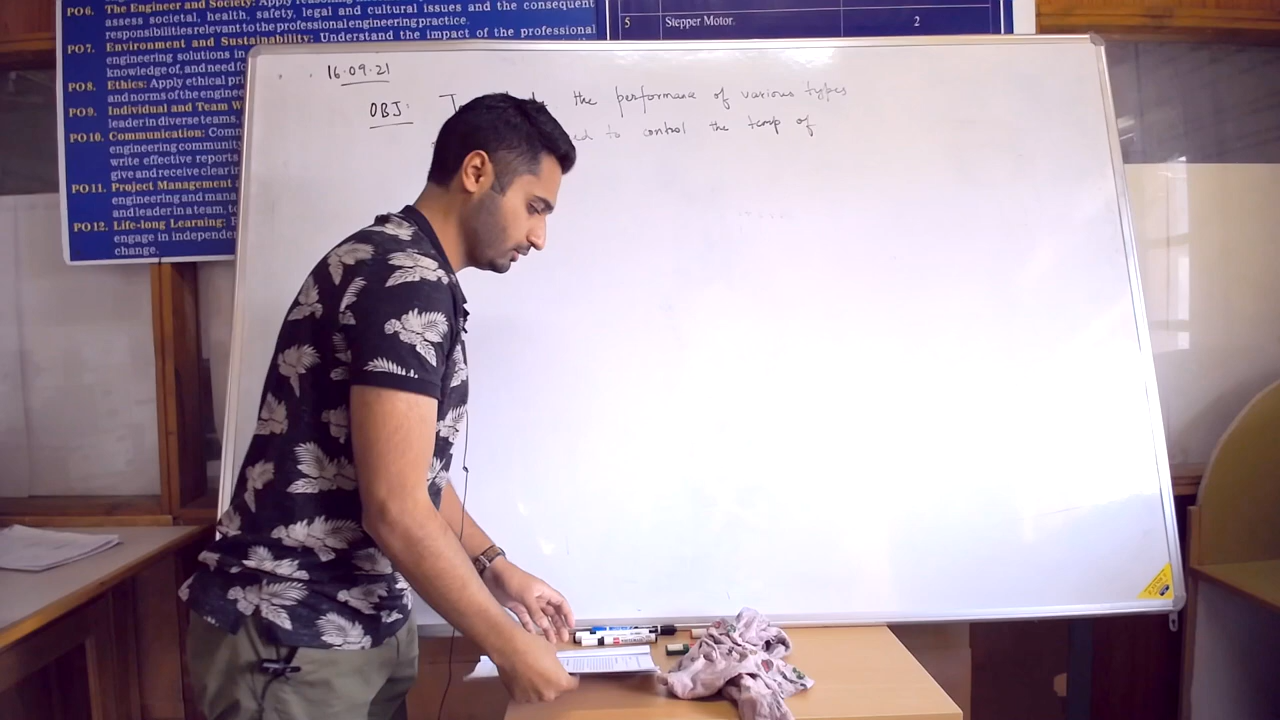 PO6. The Engineer and Society: Apply reasoning
assess societal, health, safety, legal and cultural issues and the consequent
responsibilities relevant to the professional engineering practice.
PO7. Environment and Sustainability: Understand the impact of the professional
engineering solutions in
knowledge of, and need fo
PO8. Ethics: Apply ethical pri
and norms of the enginee
PO9. Individual and Team W
leader in diverse teams,
PO10. Communication: Comm
engineering community
write effective reports
give and receive clear in
PO11. Project Management a
engineering and mana
and leader in a team, to
PO12. Life-long Learning: R
engage in independen
change.
5 Stepper Motor. 2
16.09.21
OBJ: the performance of various types
ed to control the temp of